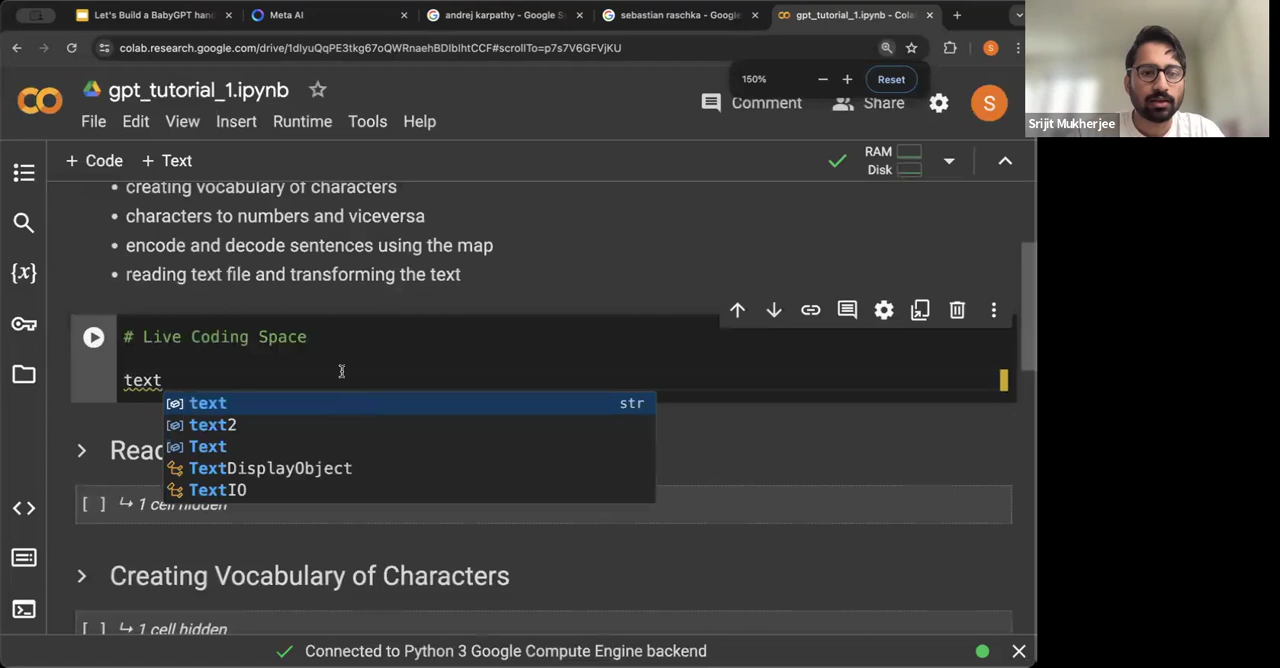 Let's Build a BabyGPT han
Meta AI
andrej karpathy - Google S
sebastian raschka - Google
gpt_tutorial_1.ipynb - Cola
colab.research.google.com/drive/1dIyuQqPE3tkg67oQWRnaehBDIbIhtCCF#scrollTo=p7s7V6GFVjKU
S
150%
Reset
gpt_tutorial_1.ipynb
Comment
Share
S
File Edit View Insert Runtime Tools Help
Srijit Mukherjee
+ Code + Text
RAM
Disk
• creating vocabulary of characters
• characters to numbers and viceversa
• encode and decode sentences using the map
• reading text file and transforming the text
# Live Coding Space
text
text str
text2
Text
TextDisplayObject
TextIO
Read
[ ] 1 cell hidden
Creating Vocabulary of Characters
[ ] 1 cell hidden
Connected to Python 3 Google Compute Engine backend